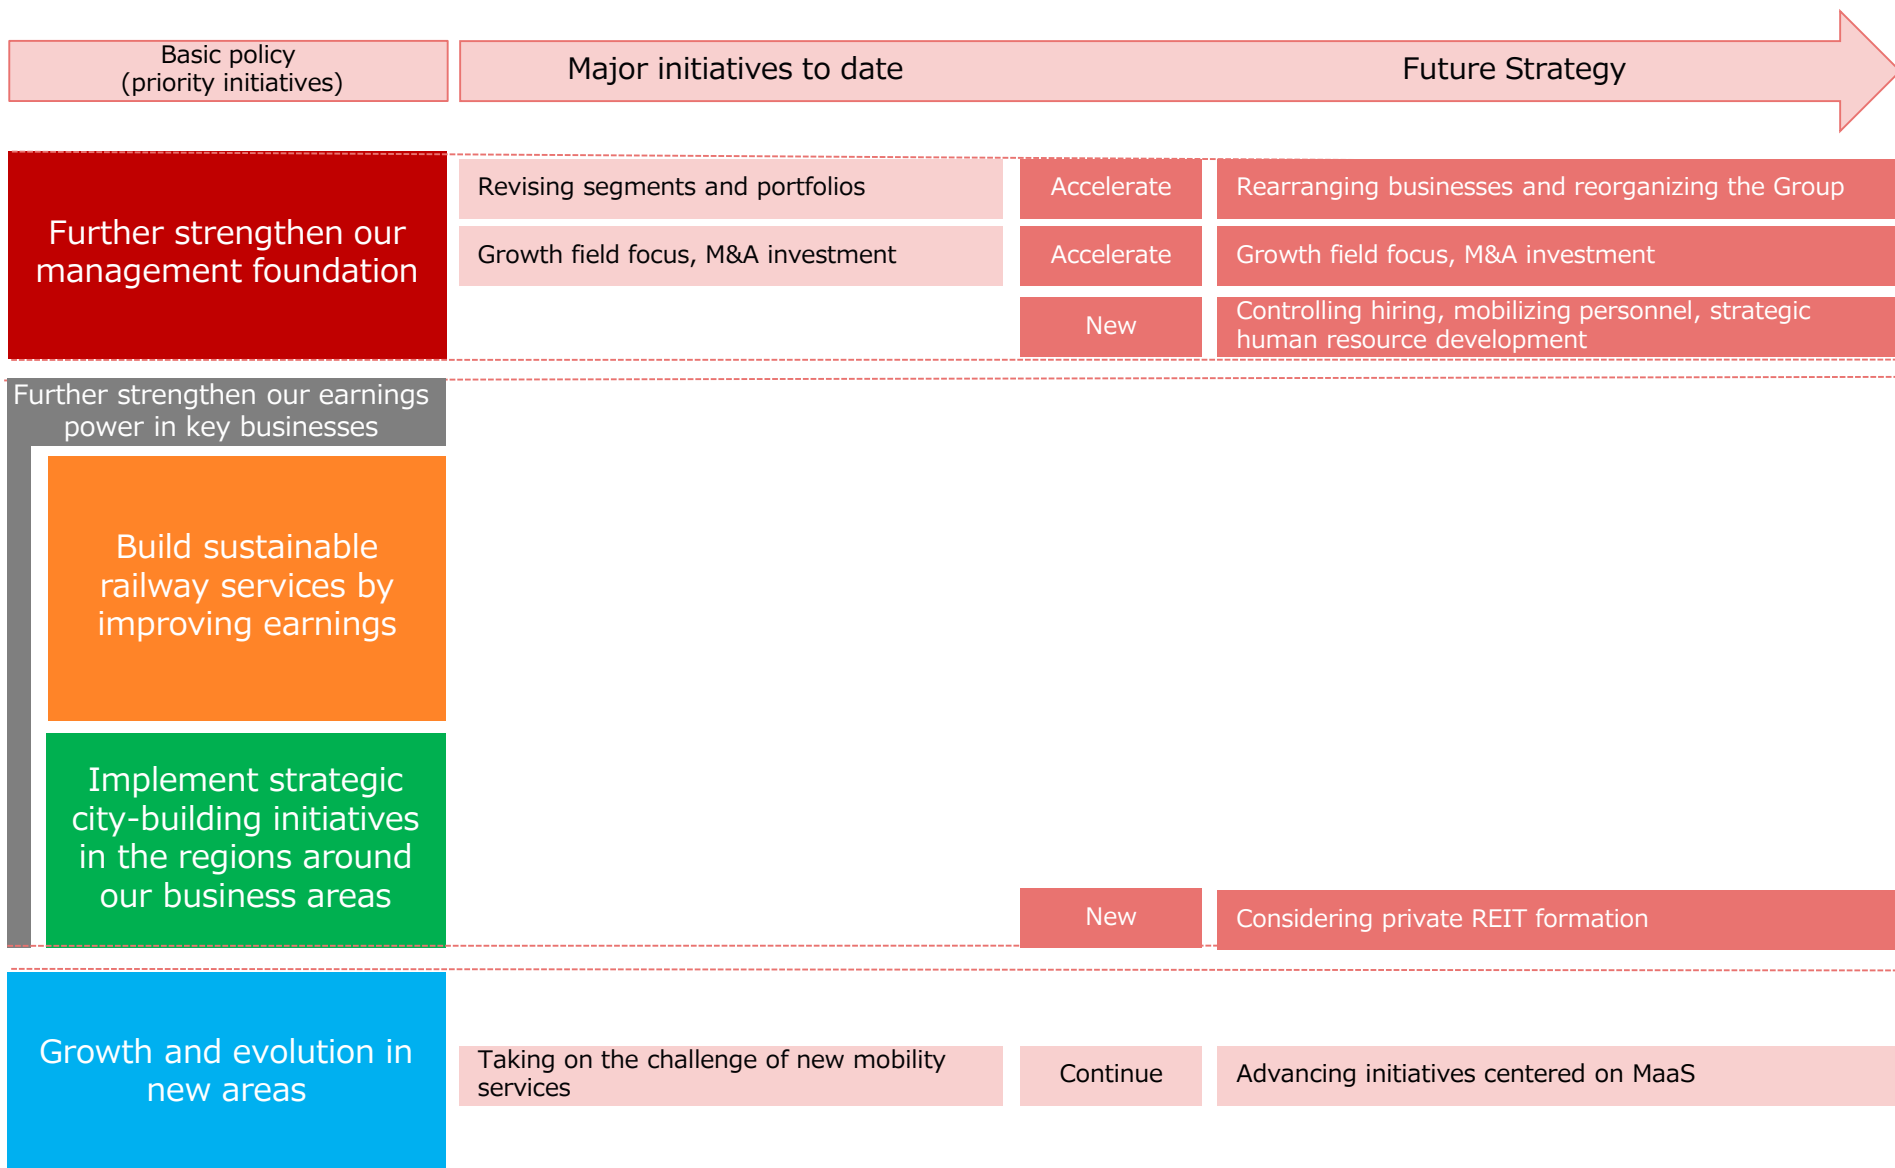 Basic policy
(priority initiatives)
Major initiatives to date
Future Strategy
Further strengthen our
management foundation
Revising segments and portfolios
Accelerate
Rearranging businesses and reorganizing the Group
Growth field focus, M&A investment
Accelerate
Growth field focus, M&A investment
New
Controlling hiring, mobilizing personnel, strategic
human resource development
Further strengthen our earnings
power in key businesses
Build sustainable
railway services by
improving earnings
Implement strategic
city-building initiatives
in the regions around
our business areas
New
Considering private REIT formation
Growth and evolution in
new areas
Taking on the challenge of new mobility
services
Continue
Advancing initiatives centered on MaaS